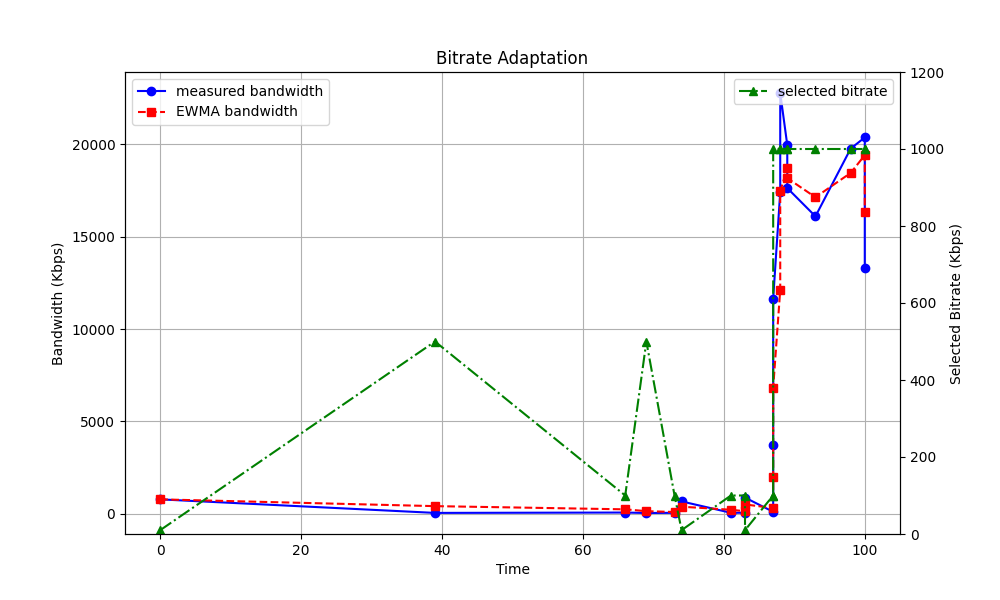 Bitrate Adaptation
measured bandwidth
EWMA bandwidth
selected bitrate
Bandwidth (Kbps)
20000
15000
10000
5000
0
1200
1000
800
600
400
200
0
Selected Bitrate (Kbps)
0 20 40 60 80 100
Time